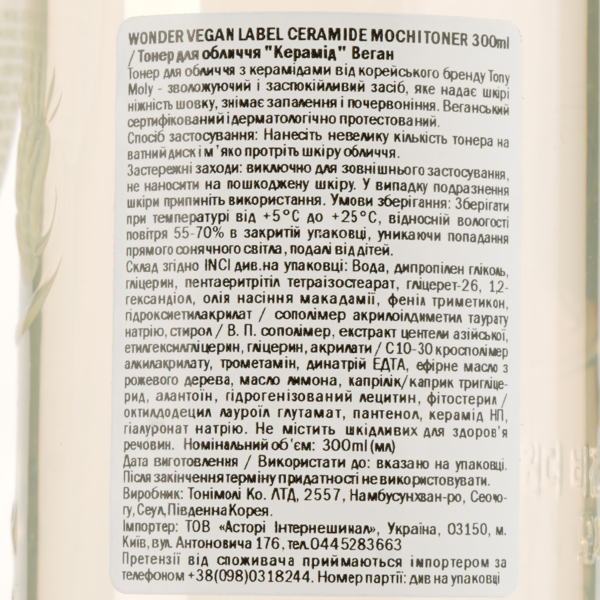 WONDER VEGAN LABEL CERAMIDE MOCHI TONER 300ml
/ Тонер для обличчя "Керамід" Веган
Тонер для обличчя з керамідами від корейського бренду Tony
Moly - зволожуючий і заспокійливий засіб, яке надає шкірі
ніжність шовку, знімає запалення і почервоніння. Веганський
сертифікований і дерматологічно протестований.
Спосіб застосування: Нанесіть невелику кількість тонера на
ватний диск і м'яко протріть шкіру обличчя.
Застережні заходи: виключно для зовнішнього застосування,
не наносити на пошкоджену шкіру. У випадку подразнення
шкіри припиніть використання. Умови зберігання: Зберігати
при температурі від +5°C до +25°C, відносній вологості
повітря 55-70% в закритій упаковці, уникаючи попадання
прямого сонячного світла, подалі від дітей.
Склад згідно INCI див.на упаковці: Вода, дипропілен гліколь,
гліцерин, пентаеритріїл тетраізостеарат, гліцерет-26, 1,2-
гександіол, олія насіння макадамії, феніл триметикон,
гідроксиетилакрилат / сополімер акрилоілдиметил таурату
натрію, стирол / В. П. сополімер, екстракт центели азійської,
етилгексилгліцерин, гліцерин, акрилати / С10-30 кросполімер
алкилакрилату, трометамін, динатрій ЕДТА, ефірне масло з
рожевого дерева, масло лимона, каприлік/каприк тригліце-
рид, алантоїн, гідрогенізований лецитин, фітостерил /
октилдодецил лауроїл глутамат, пантенол, керамід НП,
гіалуронат натрію. Не містить шкідливих для здоров'я
речовин. Номінальний об'єм: 300ml (мл)
Дата виготовлення / Використати до: вказано на упаковці.
Після закінчення терміну придатності не використовувати.
Виробник: Тонімолі Ко. ЛТД, 2557, Намбусунхван-ро, Сеочо-
гу, Сеул, Південна Корея.
Імпортер: ТОВ «Асторі Інтернешинал», Україна, 03150, м.
Київ, вул. Антоновича 176, тел.0445283663
Претензії від споживача приймаються імпортером за
телефоном +38(098)0318244. Номер партії: див на упаковці